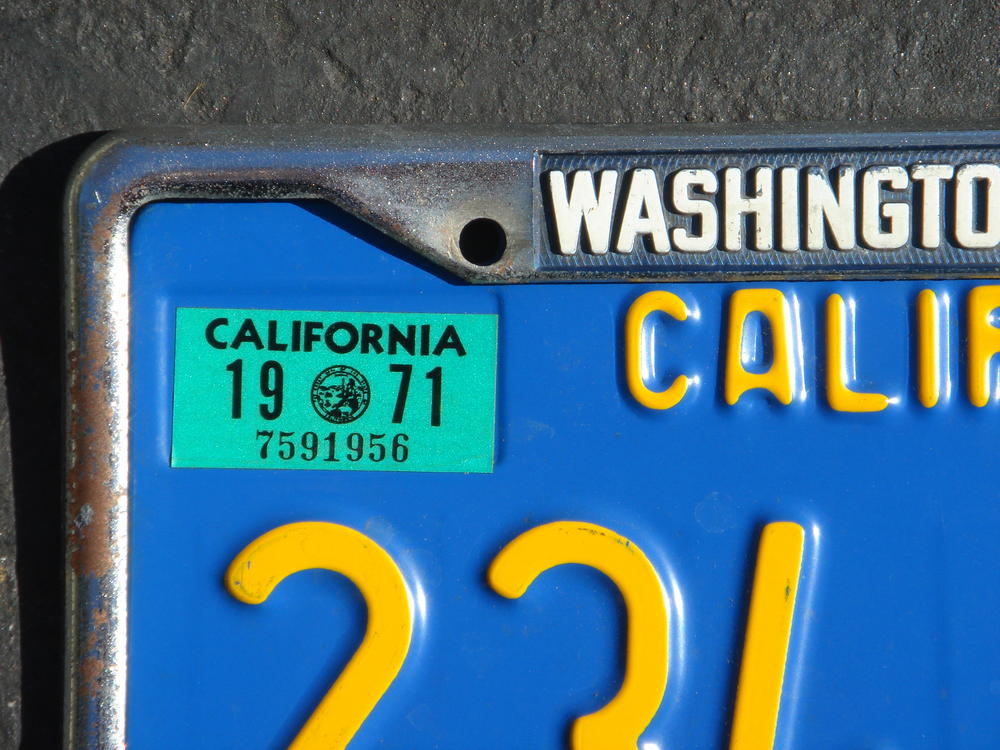 WASHINGTO
CALIF
CALIFORNIA
19 71
7591956
23